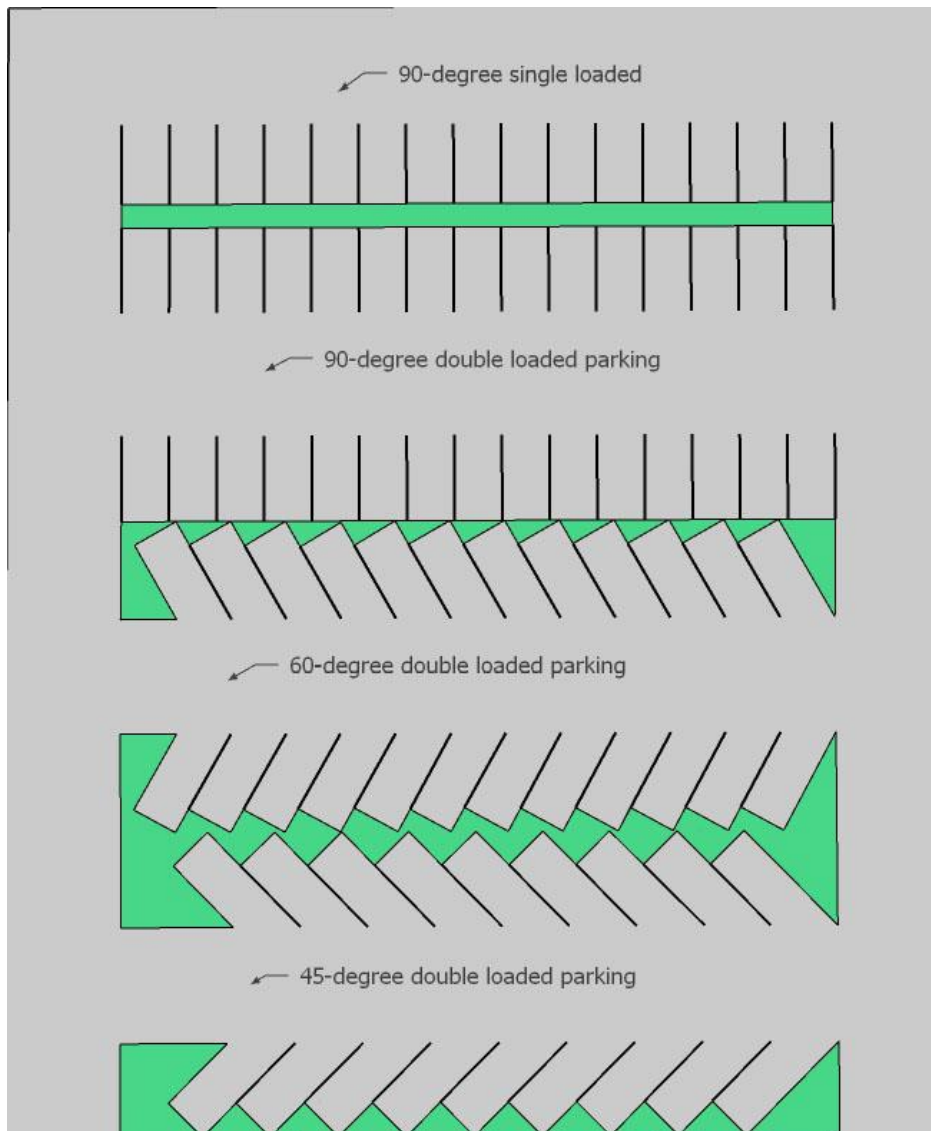 90-degree single loaded
90-degree double loaded parking
60-degree double loaded parking
45-degree double loaded parking